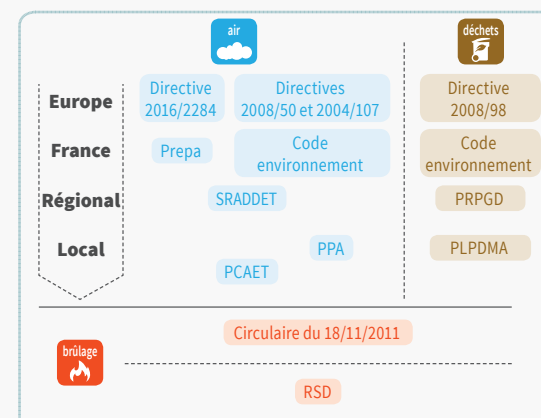 air
déchets
Europe
Directive
2016/2284
Directives
2008/50 et 2004/107
Directive
2008/98
France
Prepa
Code
environnement
Code
environnement
Régional
SRADDET
PRPGD
Local
PPA
PLPDMA
PCAET
brûlage
Circulaire du 18/11/2011
RSD